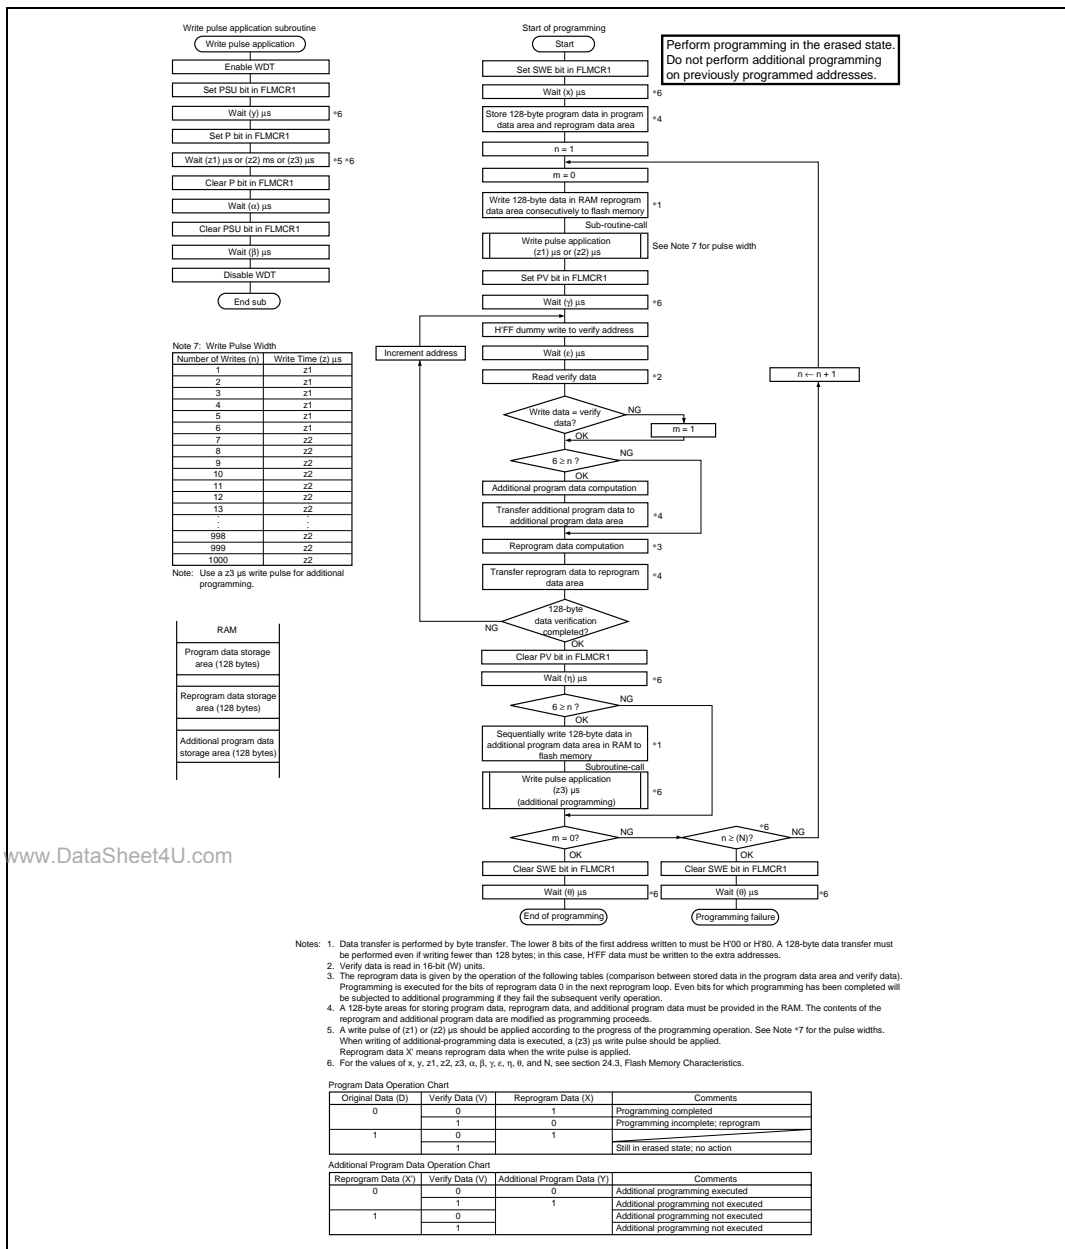 Write pulse application subroutine
Write pulse application
Enable WDT
Set PSU bit in FLMCR1
Wait (y) μs *6
Set P bit in FLMCR1
Wait (z1) μs or (z2) ms or (z3) μs *5 *6
Clear P bit in FLMCR1
Wait (α) μs
Clear PSU bit in FLMCR1
Wait (β) μs
Disable WDT
End sub
Note 7: Write Pulse Width
Number of Writes (n) Write Time (z) μs
1 z1
2 z1
3 z1
4 z1
5 z1
6 z1
7 z2
8 z2
9 z2
10 z2
11 z2
12 z2
13 z2
: :
998 z2
999 z2
1000 z2
Note: Use a z3 μs write pulse for additional
programming.
RAM
Program data storage
area (128 bytes)
Reprogram data storage
area (128 bytes)
Additional program data
storage area (128 bytes)
Start of programming
Start
Perform programming in the erased state.
Do not perform additional programming
on previously programmed addresses.
Set SWE bit in FLMCR1
Wait (x) μs *6
Store 128-byte program data in program
data area and reprogram data area *4
n = 1
m = 0
Write 128-byte data in RAM reprogram
data area consecutively to flash memory *1
Sub-routine-call
Write pulse application
(z1) μs or (z2) μs
See Note 7 for pulse width
Set PV bit in FLMCR1
Wait (γ) μs *6
H'FF dummy write to verify address
Increment address
Wait (ε) μs
Read verify data *2
n ← n + 1
Write data = verify
data?
NG
m = 1
OK
6 ≥ n ?
NG
OK
Additional program data computation
Transfer additional program data to
additional program data area *4
Reprogram data computation *3
Transfer reprogram data to reprogram
data area *4
128-byte
data verification
completed?
NG
OK
Clear PV bit in FLMCR1
Wait (η) μs *6
6 ≥ n ?
NG
OK
Sequentially write 128-byte data in
additional program data area in RAM to
flash memory *1
Subroutine-call
Write pulse application
(z3) μs
(additional programming) *6
m = 0?
NG
n ≥ (N)?
*6
NG
OK
OK
Clear SWE bit in FLMCR1
Clear SWE bit in FLMCR1
Wait (θ) μs *6
Wait (θ) μs *6
End of programming
Programming failure
www.DataSheet4U.com
Notes: 1. Data transfer is performed by byte transfer. The lower 8 bits of the first address written to must be H'00 or H'80. A 128-byte data transfer must
be performed even if writing fewer than 128 bytes; in this case, H'FF data must be written to the extra addresses.
2. Verify data is read in 16-bit (W) units.
3. The reprogram data is given by the operation of the following tables (comparison between stored data in the program data area and verify data).
Programming is executed for the bits of reprogram data 0 in the next reprogram loop. Even bits for which programming has been completed will
be subjected to additional programming if they fail the subsequent verify operation.
4. A 128-byte areas for storing program data, reprogram data, and additional program data must be provided in the RAM. The contents of the
reprogram and additional program data are modified as programming proceeds.
5. A write pulse of (z1) or (z2) μs should be applied according to the progress of the programming operation. See Note *7 for the pulse widths.
When writing of additional-programming data is executed, a (z3) μs write pulse should be applied.
Reprogram data X' means reprogram data when the write pulse is applied.
6. For the values of x, y, z1, z2, z3, α, β, γ, ε, η, θ, and N, see section 24.3, Flash Memory Characteristics.
Program Data Operation Chart
Original Data (D) Verify Data (V) Reprogram Data (X) Comments
0 0 1 Programming completed
1 0 Programming incomplete; reprogram
1 0 1
1 Still in erased state; no action
Additional Program Data Operation Chart
Reprogram Data (X') Verify Data (V) Additional Program Data (Y) Comments
0 0 0 Additional programming executed
1 1 Additional programming not executed
1 0 Additional programming not executed
1 Additional programming not executed